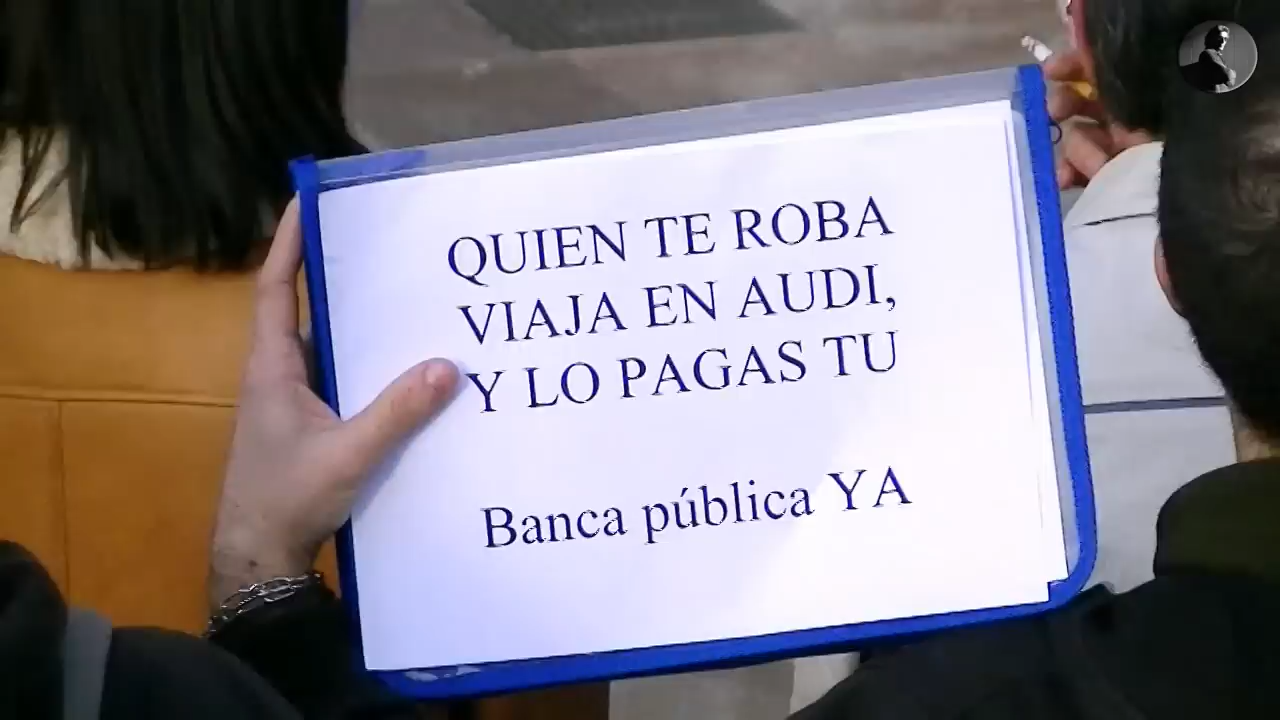 QUIEN TE ROBA
VIAJA EN AUDI,
Y LO PAGAS TU
Banca pública YA